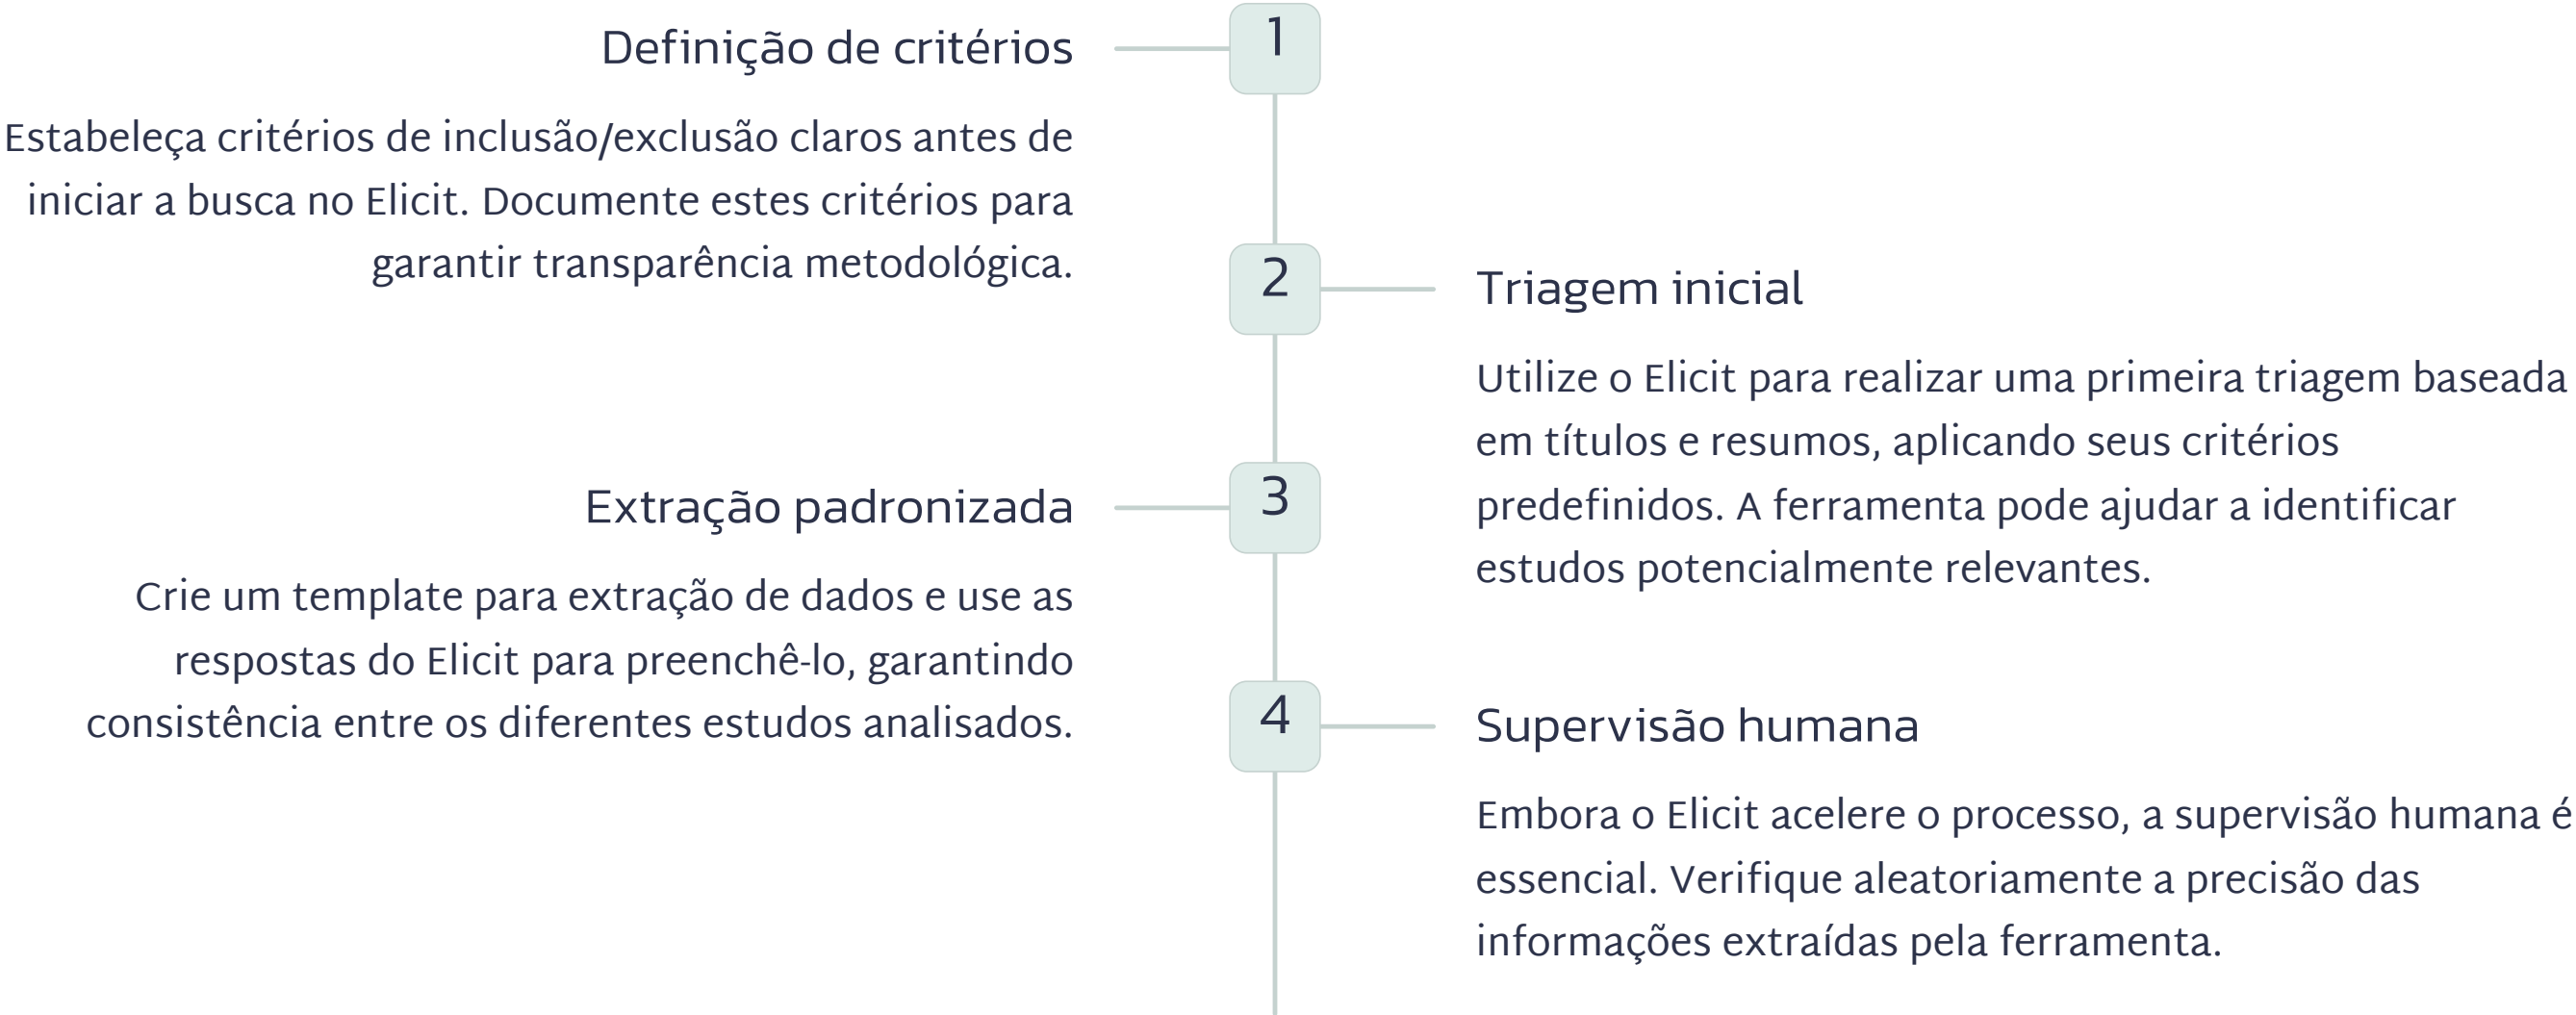 1
Definição de critérios
Estabeleça critérios de inclusão/exclusão claros antes de
iniciar a busca no Elicit. Documente estes critérios para
garantir transparência metodológica.
2
Triagem inicial
Utilize o Elicit para realizar uma primeira triagem baseada
em títulos e resumos, aplicando seus critérios
predefinidos. A ferramenta pode ajudar a identificar
estudos potencialmente relevantes.
3
Extração padronizada
Crie um template para extração de dados e use as
respostas do Elicit para preenchê-lo, garantindo
consistência entre os diferentes estudos analisados.
4
Supervisão humana
Embora o Elicit acelere o processo, a supervisão humana é
essencial. Verifique aleatoriamente a precisão das
informações extraídas pela ferramenta.